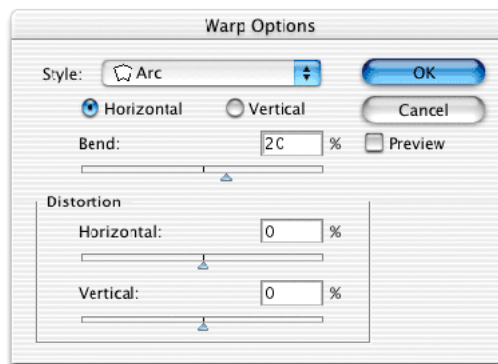 Warp Options
Style: Arc OK
Horizontal Vertical Cancel
Bend: 20 % Preview
Distortion
Horizontal: 0 %
Vertical: 0 %